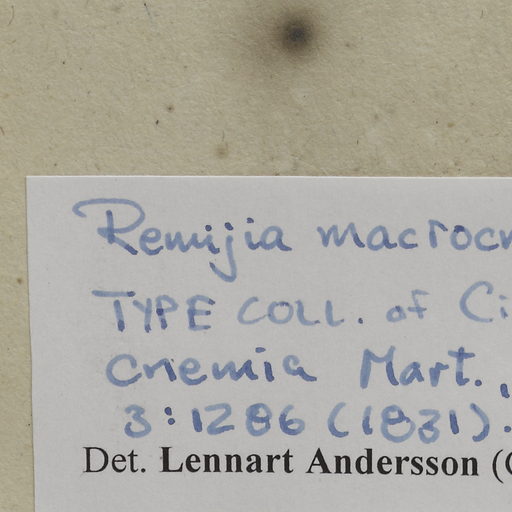 Remijia macrocn
TYPE COLL. of Ci
cnemia Mart.,
3:1286 (1831).
Det. Lennart Andersson (